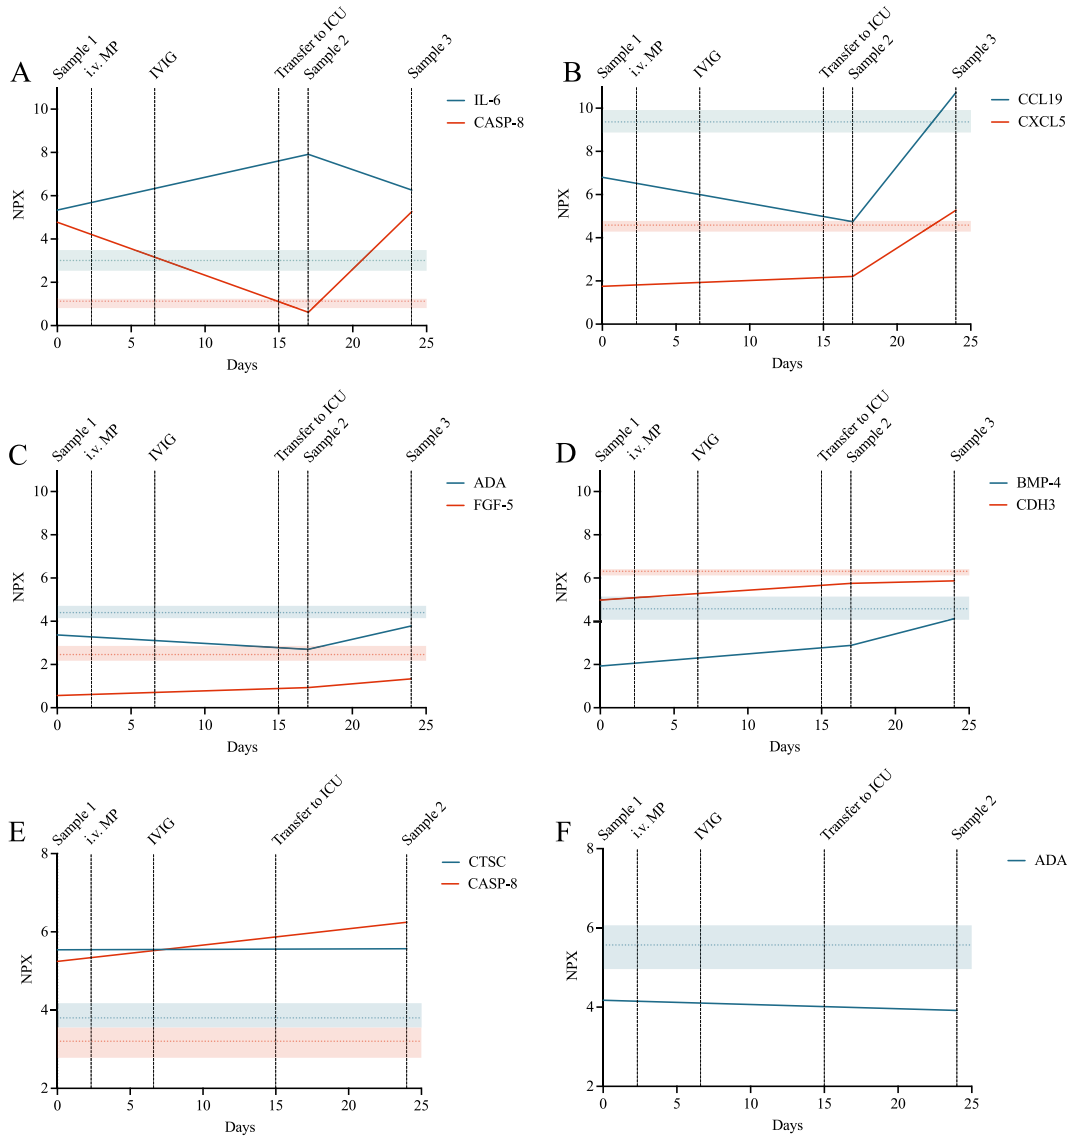 A
Sample 1
i.v. MP
IVIG
Transfer to ICU
Sample 2
Sample 3
IL-6
CASP-8
NPX
10
8
6
4
2
0
0 5 10 15 20 25
Days
B
Sample 1
i.v. MP
IVIG
Transfer to ICU
Sample 2
Sample 3
CCL19
CXCL5
NPX
10
8
6
4
2
0
0 5 10 15 20 25
Days
C
Sample 1
i.v. MP
IVIG
Transfer to ICU
Sample 2
Sample 3
ADA
FGF-5
NPX
10
8
6
4
2
0
0 5 10 15 20 25
Days
D
Sample 1
i.v. MP
IVIG
Transfer to ICU
Sample 2
Sample 3
BMP-4
CDH3
NPX
10
8
6
4
2
0
0 5 10 15 20 25
Days
E
Sample 1
i.v. MP
IVIG
Transfer to ICU
Sample 2
CTSC
CASP-8
NPX
8
6
4
2
0 5 10 15 20 25
Days
F
Sample 1
i.v. MP
IVIG
Transfer to ICU
Sample 2
ADA
NPX
8
6
4
2
0 5 10 15 20 25
Days